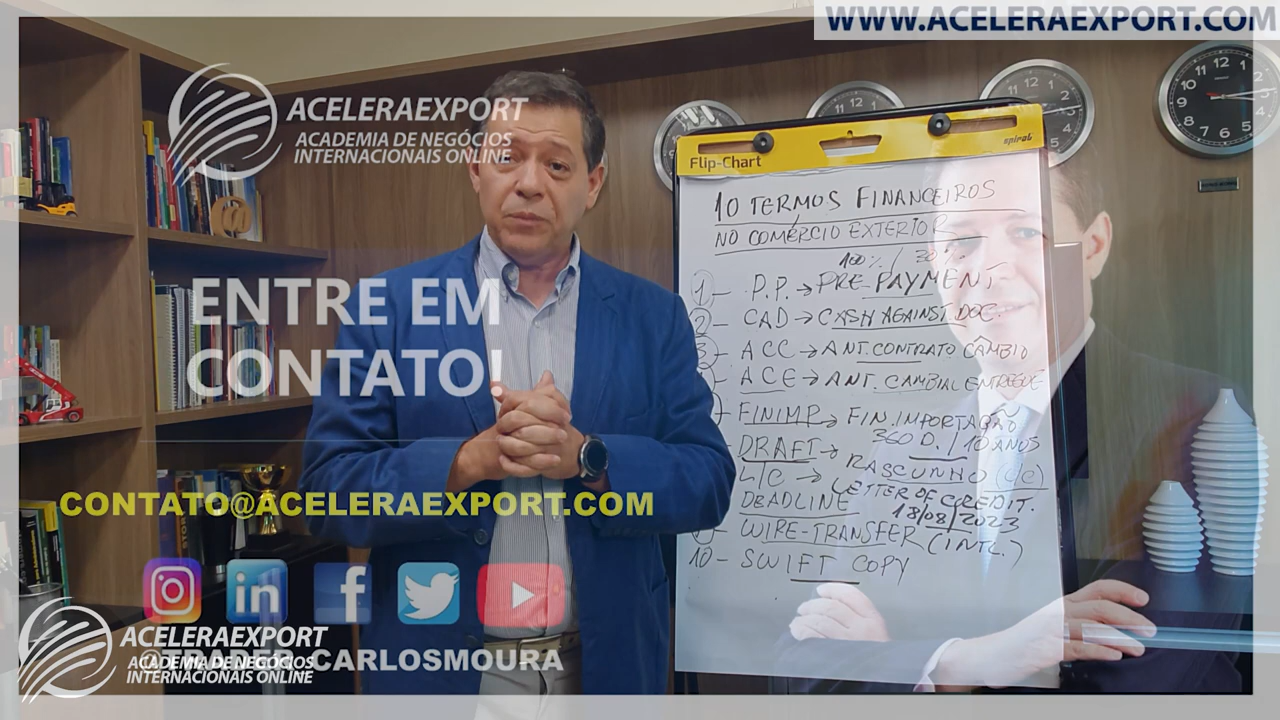 WWW.ACELERAEXPORT.COM
ACELERAEXPORT
ACADEMIA DE NEGÓCIOS
INTERNACIONAIS ONLINE
ENTRE EM
CONTATO!
CONTATO@ACELERAEXPORT.COM
ACELERAEXPORT
ACADEMIA DE NEGÓCIOS
INTERNACIONAIS ONLINE
@TRADER_CARLOSMOURA
Flip-Chart
spiral
10 TERMOS FINANCEIROS
NO COMÉRCIO EXTERIOR
100% / 30%
1 - P.P. → PRE-PAYMENT
2 - CAD → CASH AGAINST DOC.
3 - ACC → ANT. CONTRATO CÂMBIO
ACE → ANT. CAMBIAL ENTREGUE
FINIMP → FIN. IMPORTAÇÃO
360 D. / 10 ANOS
DRAFT → RASCUNHO (L/C)
L/C → LETTER OF CREDIT.
DEADLINE 18/08/2023
WIRE-TRANSFER (INTL.)
10 - SWIFT COPY